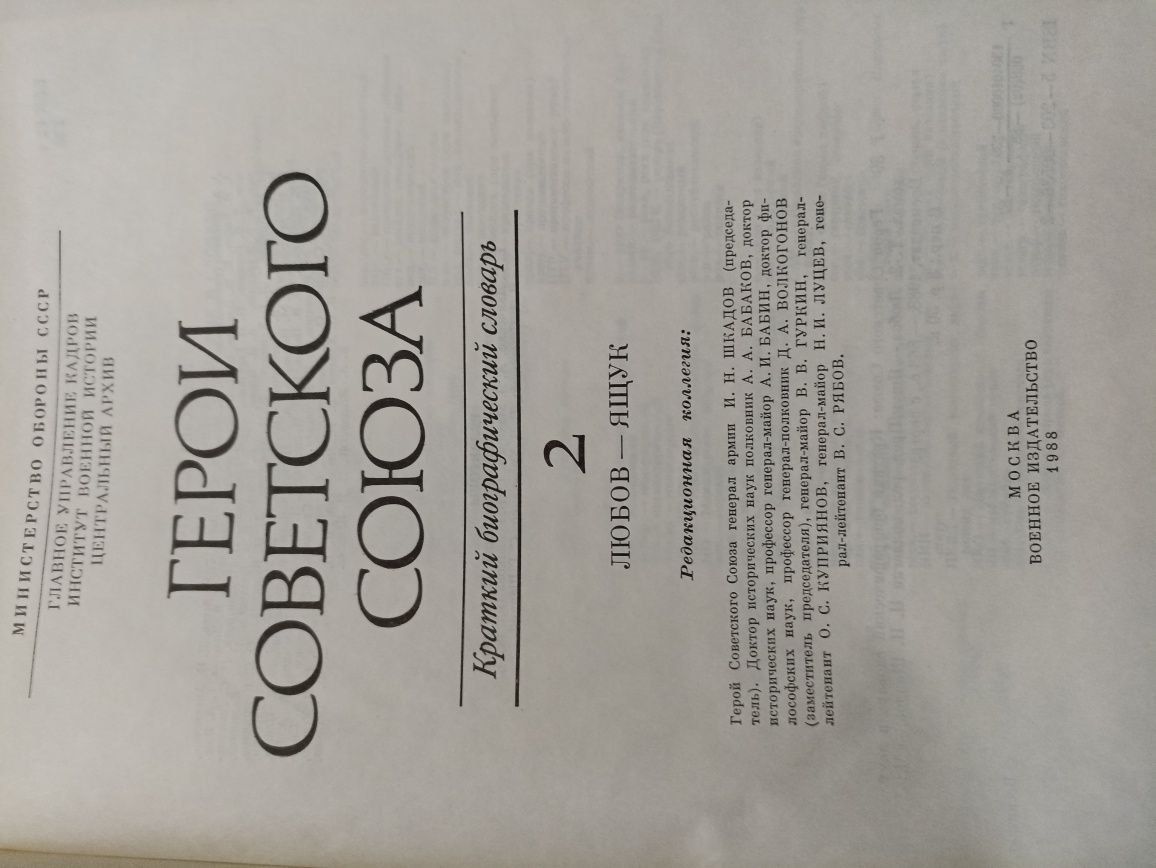 МИНИСТЕРСТВО ОБОРОНЫ СССР
ГЛАВНОЕ УПРАВЛЕНИЕ КАДРОВ
ИНСТИТУТ ВОЕННОЙ ИСТОРИИ
ЦЕНТРАЛЬНЫЙ АРХИВ
ГЕРОИ
СОВЕТСКОГО
СОЮЗА
Краткий биографический словарь
2
ЛЮБОВ — ЯЩУК
Редакционная коллегия:
Герой Советского Союза генерал армии И. Н. ШКАДОВ (председа-
тель). Доктор исторических наук полковник А. А. БАБАКОВ, доктор
исторических наук, профессор генерал-майор А. И. БАБИН, доктор фи-
лософских наук, профессор генерал-полковник Д. А. ВОЛКОГОНОВ
(заместитель председателя), генерал-майор В. В. ГУРКИН, генерал-
лейтенант О. С. КУПРИЯНОВ, генерал-майор Н. И. ЛУЦЕВ, гене-
рал-лейтенант В. С. РЯБОВ.
МОСКВА
ВОЕННОЕ ИЗДАТЕЛЬСТВО
1988